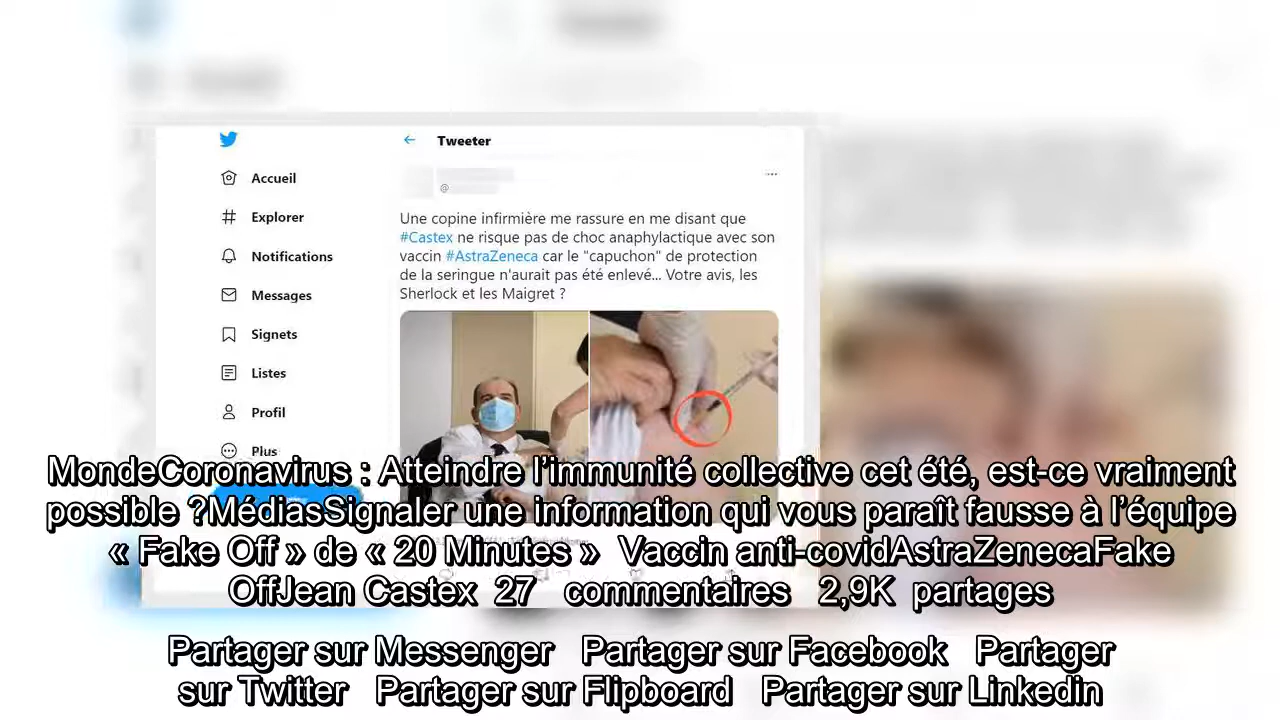 Tweeter
Accueil
Explorer
Notifications
Messages
Signets
Listes
Profil
Plus
@
Une copine infirmière me rassure en me disant que
#Castex ne risque pas de choc anaphylactique avec son
vaccin #AstraZeneca car le "capuchon" de protection
de la seringue n'aurait pas été enlevé... Votre avis, les
Sherlock et les Maigret ?
MondeCoronavirus : Atteindre l'immunité collective cet été, est-ce vraiment
possible ?MédiasSignaler une information qui vous paraît fausse à l'équipe
« Fake Off » de « 20 Minutes » Vaccin anti-covidAstraZenecaFake
OffJean Castex 27 commentaires 2,9K partages
Partager sur Messenger Partager sur Facebook Partager
sur Twitter Partager sur Flipboard Partager sur Linkedin